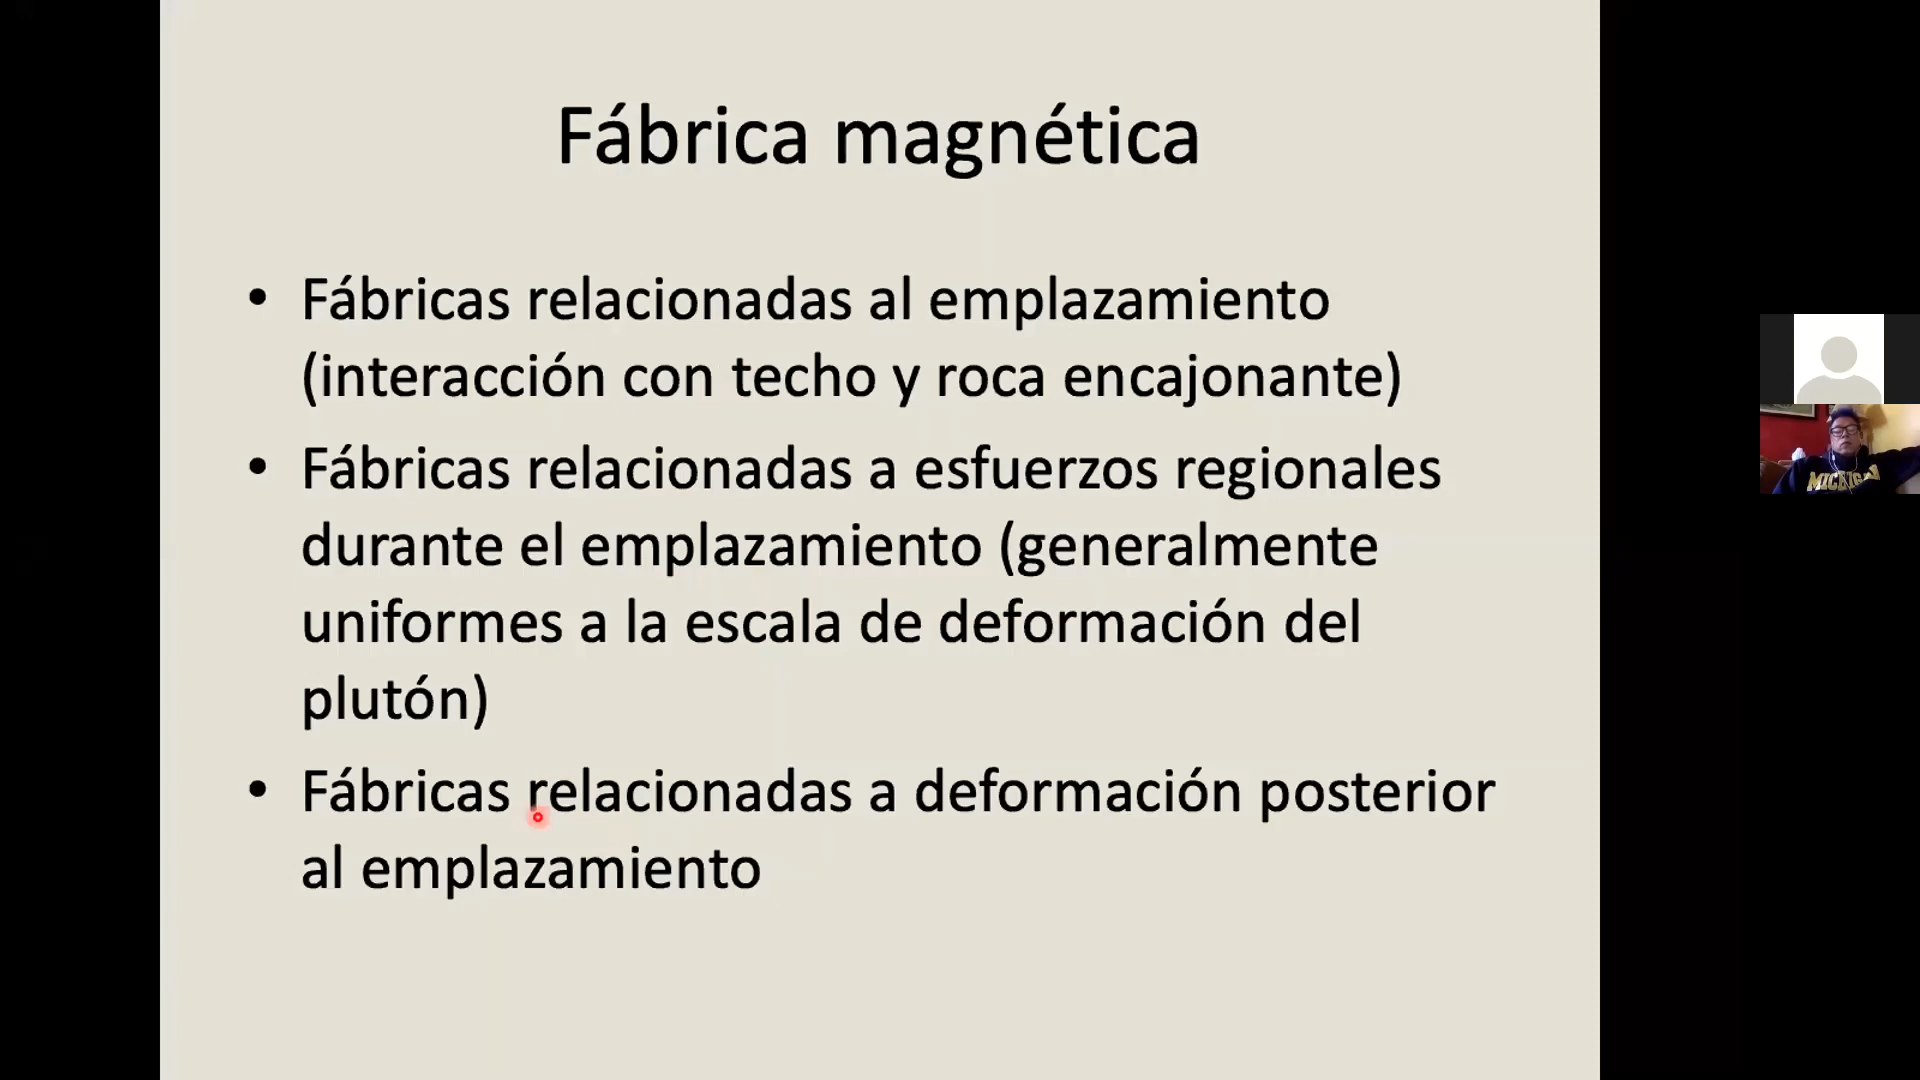 Fábrica magnética
• Fábricas relacionadas al emplazamiento
(interacción con techo y roca encajonante)
• Fábricas relacionadas a esfuerzos regionales
durante el emplazamiento (generalmente
uniformes a la escala de deformación del
plutón)
• Fábricas relacionadas a deformación posterior
al emplazamiento
MICHIGAN